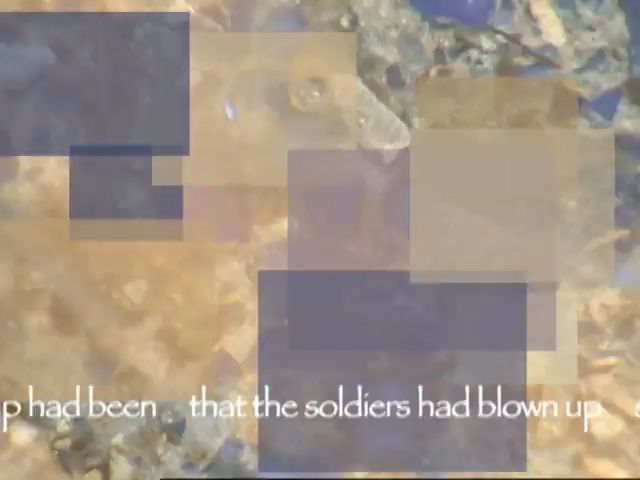 p had been that the soldiers had blown up s